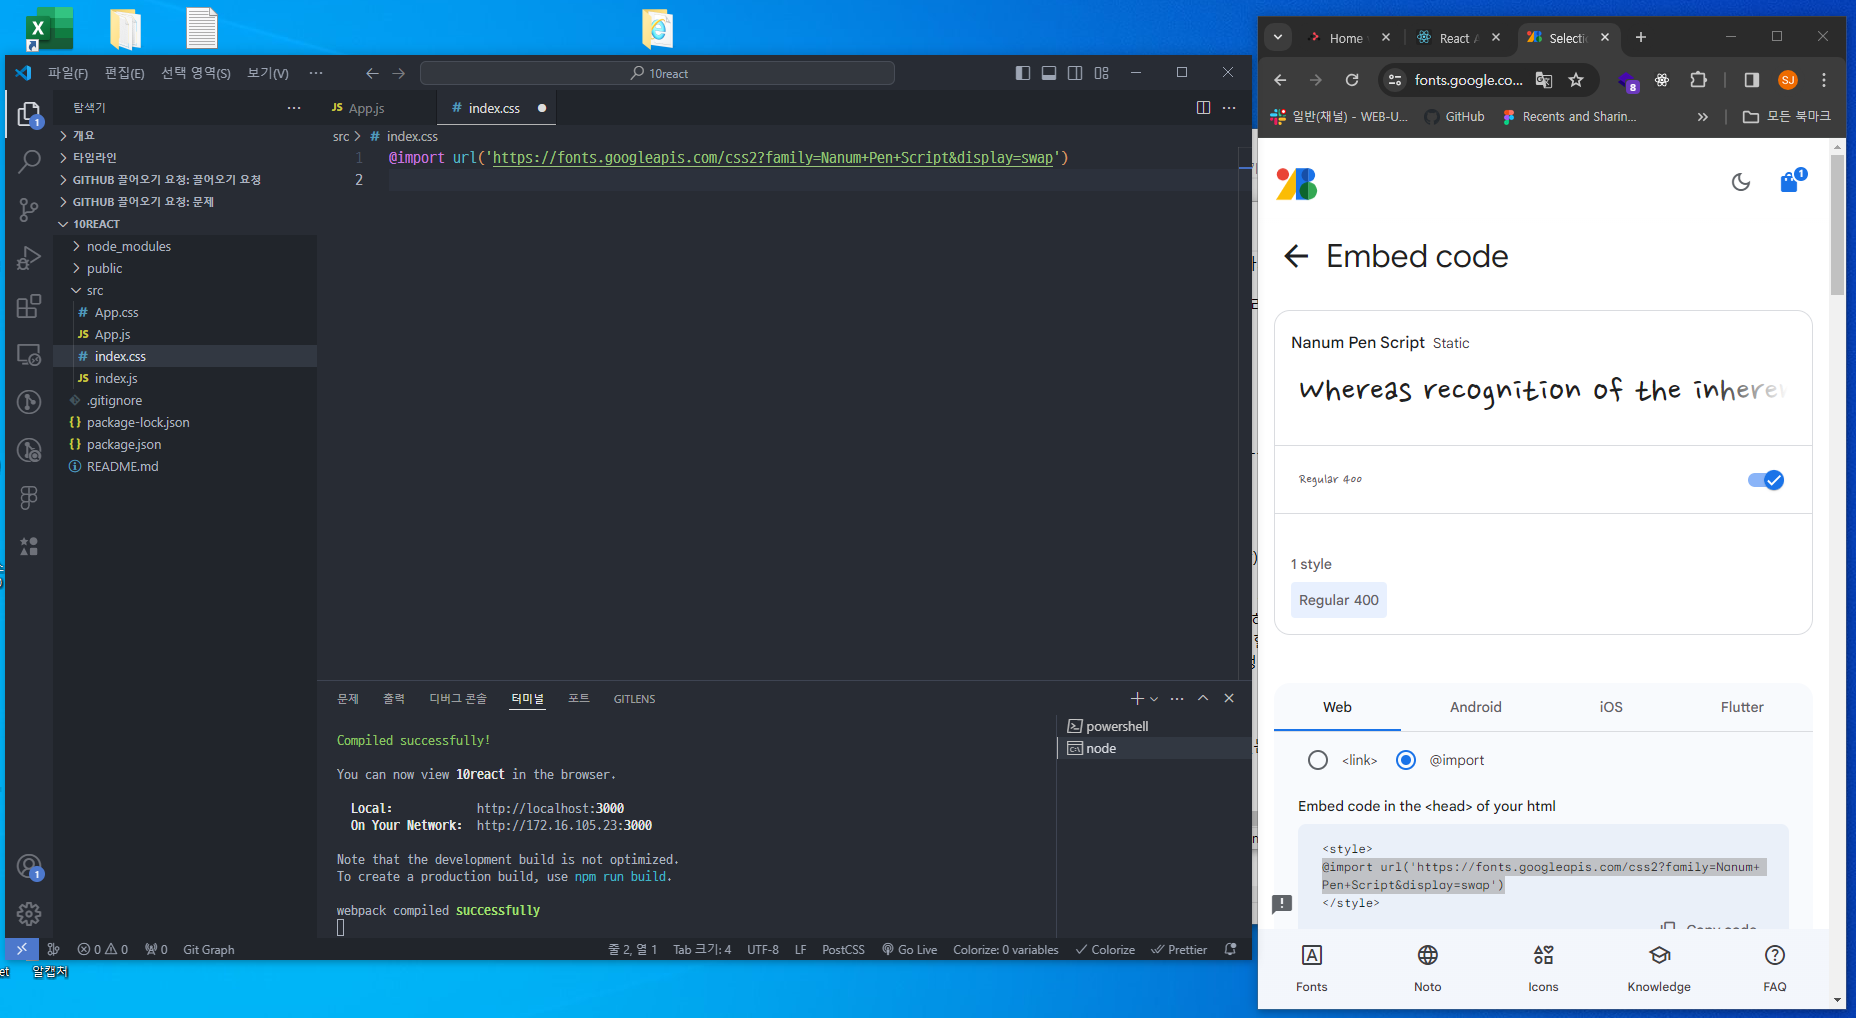 파일(F) 편집(E) 선택 영역(S) 보기(V) ··· 10react
탐색기 ···
개요
타임라인
GITHUB 끌어오기 요청: 끌어오기 요청
GITHUB 끌어오기 요청: 문제
10REACT
node_modules
public
src
# App.css
JS App.js
# index.css
JS index.js
.gitignore
{} package-lock.json
{} package.json
README.md
JS App.js # index.css ●
src > # index.css
1 @import url('https://fonts.googleapis.com/css2?family=Nanum+Pen+Script&display=swap')
2
문제 출력 디버그 콘솔 터미널 포트 GITLENS
powershell
node
Compiled successfully!
You can now view 10react in the browser.
Local: http://localhost:3000
On Your Network: http://172.16.105.23:3000
Note that the development build is not optimized.
To create a production build, use npm run build.
webpack compiled successfully
0 0 0 Git Graph 줄 2, 열 1 Tab 크기: 4 UTF-8 LF PostCSS Go Live Colorize: 0 variables Colorize Prettier
et 알캡처
Home React A Selectio
fonts.google.co... 8 SJ
일반(채널) - WEB-U... GitHub Recents and Sharin... » 모든 북마크
1
Embed code
Nanum Pen Script Static
Whereas recognition of the inheren
Regular 400
1 style
Regular 400
Web Android iOS Flutter
<link> @import
Embed code in the <head> of your html
<style>
@import url('https://fonts.googleapis.com/css2?family=Nanum+
Pen+Script&display=swap')
</style>
Copy code
Fonts Noto Icons Knowledge FAQ